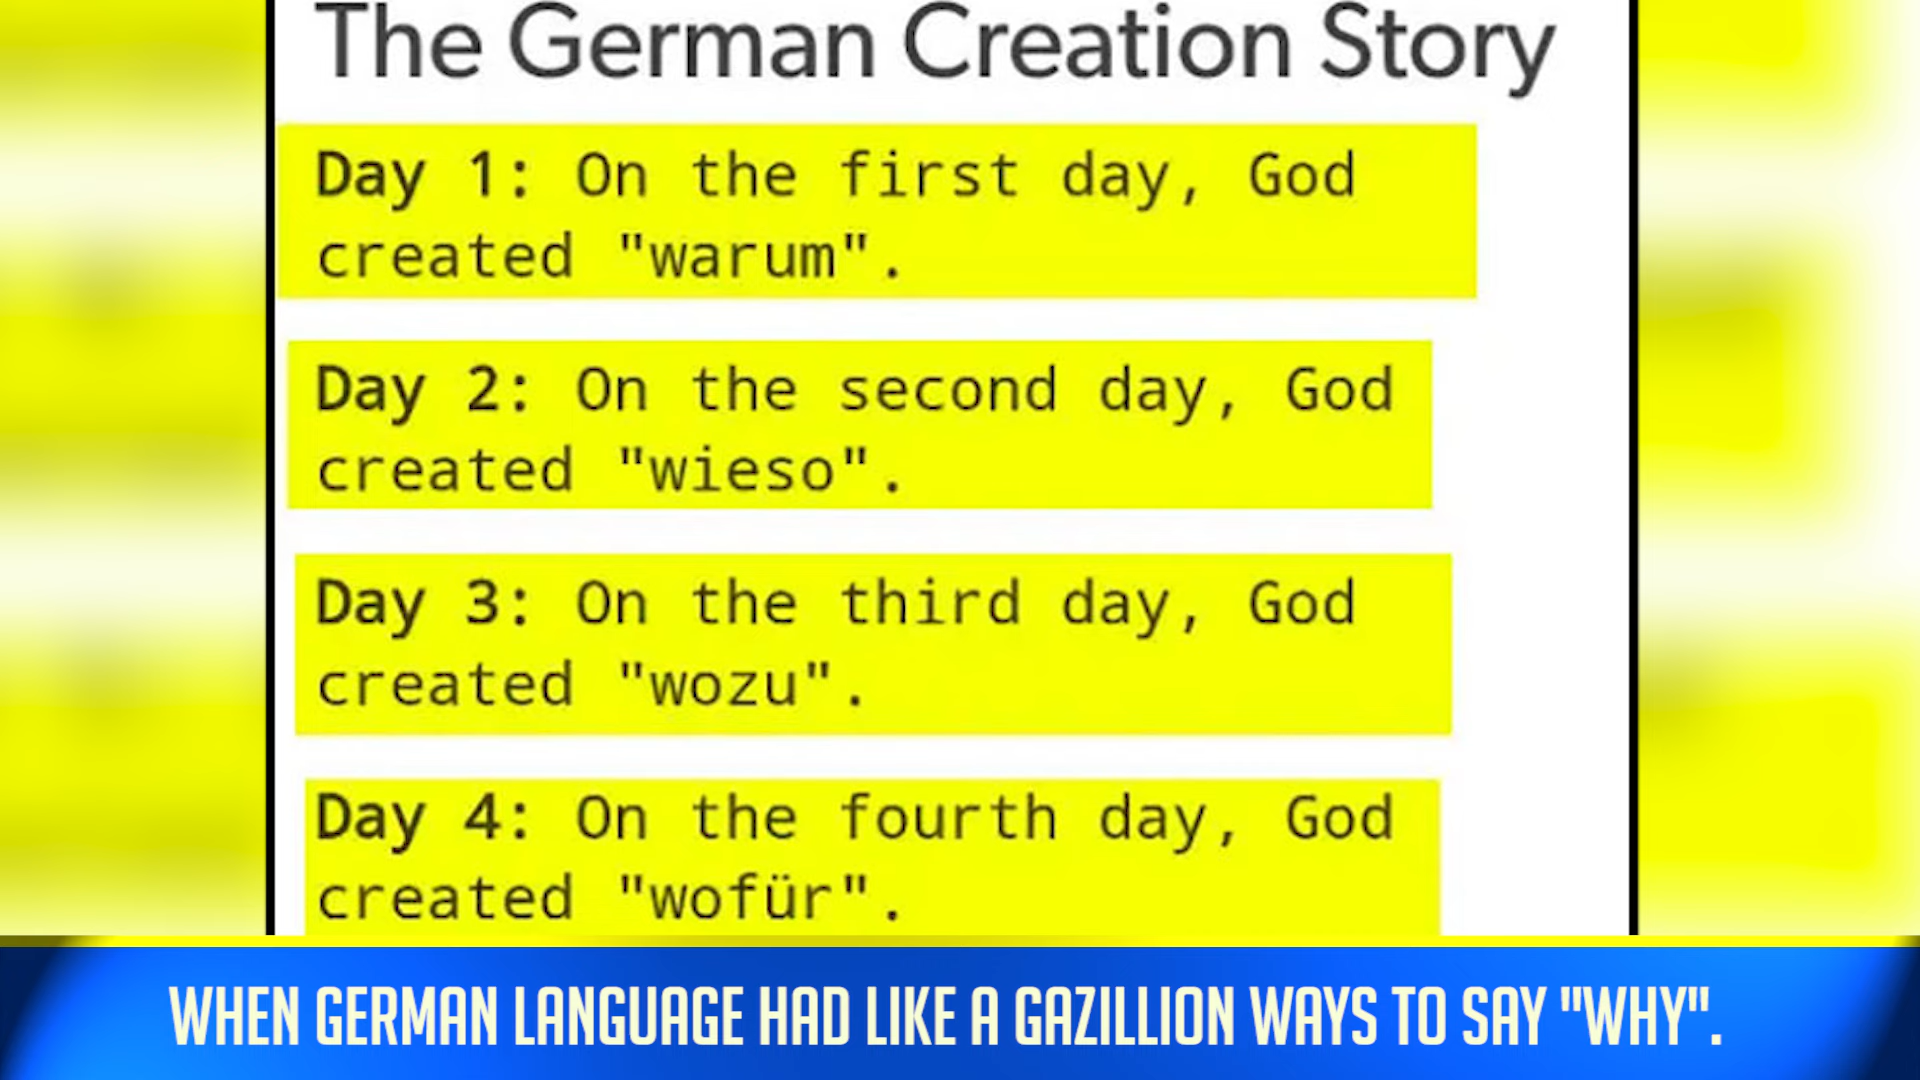 The German Creation Story
Day 1: On the first day, God
created "warum".
Day 2: On the second day, God
created "wieso".
Day 3: On the third day, God
created "wozu".
Day 4: On the fourth day, God
created "wofür".
WHEN GERMAN LANGUAGE HAD LIKE A GAZILLION WAYS TO SAY "WHY".